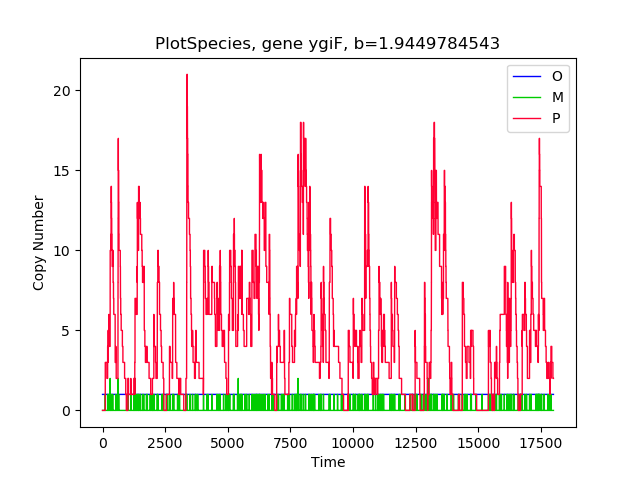 PlotSpecies, gene ygiF, b=1.9449784543
O
M
P
20
15
10
5
0
Copy Number
0 2500 5000 7500 10000 12500 15000 17500
Time